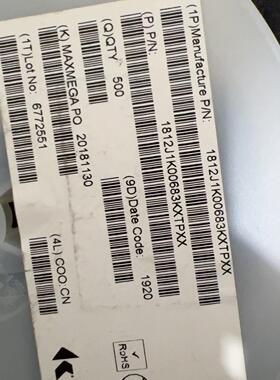 (1P)Manufacture P/N:
1812J1K00683KXTPXX
(P) P/N:
1812J1K00683KXTPXX
(Q)QTY 500
(9D)Date Code: 1920
(K) MAXMEGA PO 20181130
(1T)Lot No: 6772551
(4L) COO:CN
RoHS